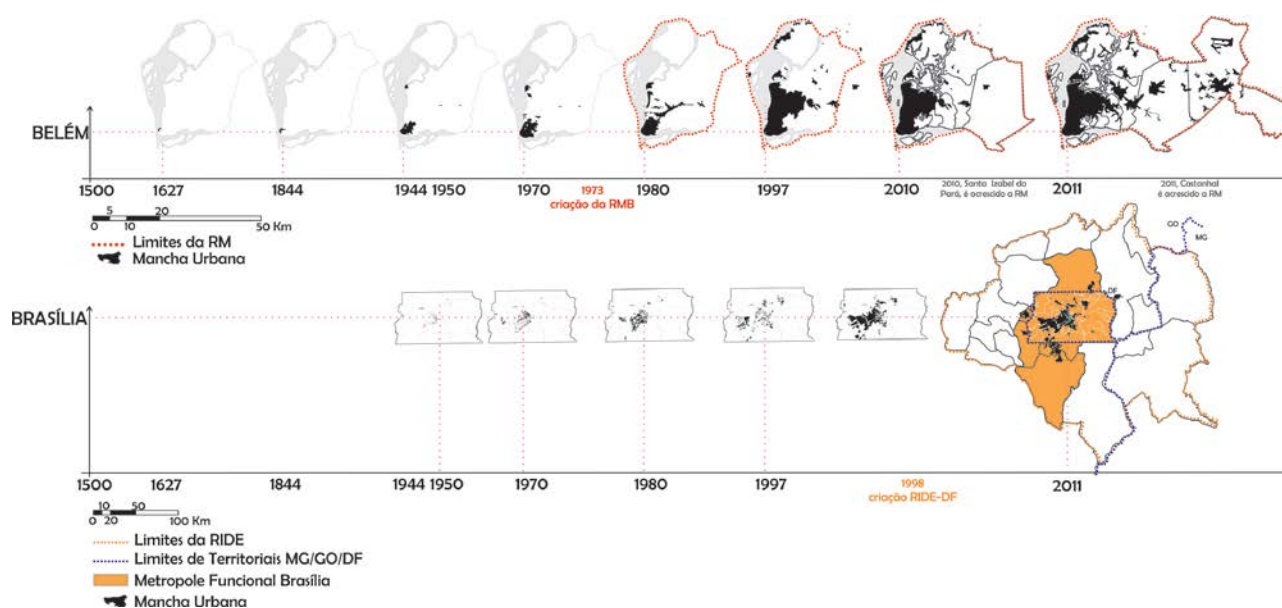 BELÉM
1500
1627
1844
1944 1950
1970
1973
criação da RMB
1980
1997
2010
2010, Santa Izabel do
Pará, é acrescido a RM
2011
2011, Castanhal
é acrescido a RM
5 20
0 10 50 Km
Limites da RM
Mancha Urbana
GO
MG
DF
BRASÍLIA
1500
1627
1844
1944 1950
1970
1980
1997
1998
criação RIDE-DF
2011
10 50
0 20 100 Km
Limites da RIDE
Limites de Territoriais MG/GO/DF
Metropole Funcional Brasília
Mancha Urbana